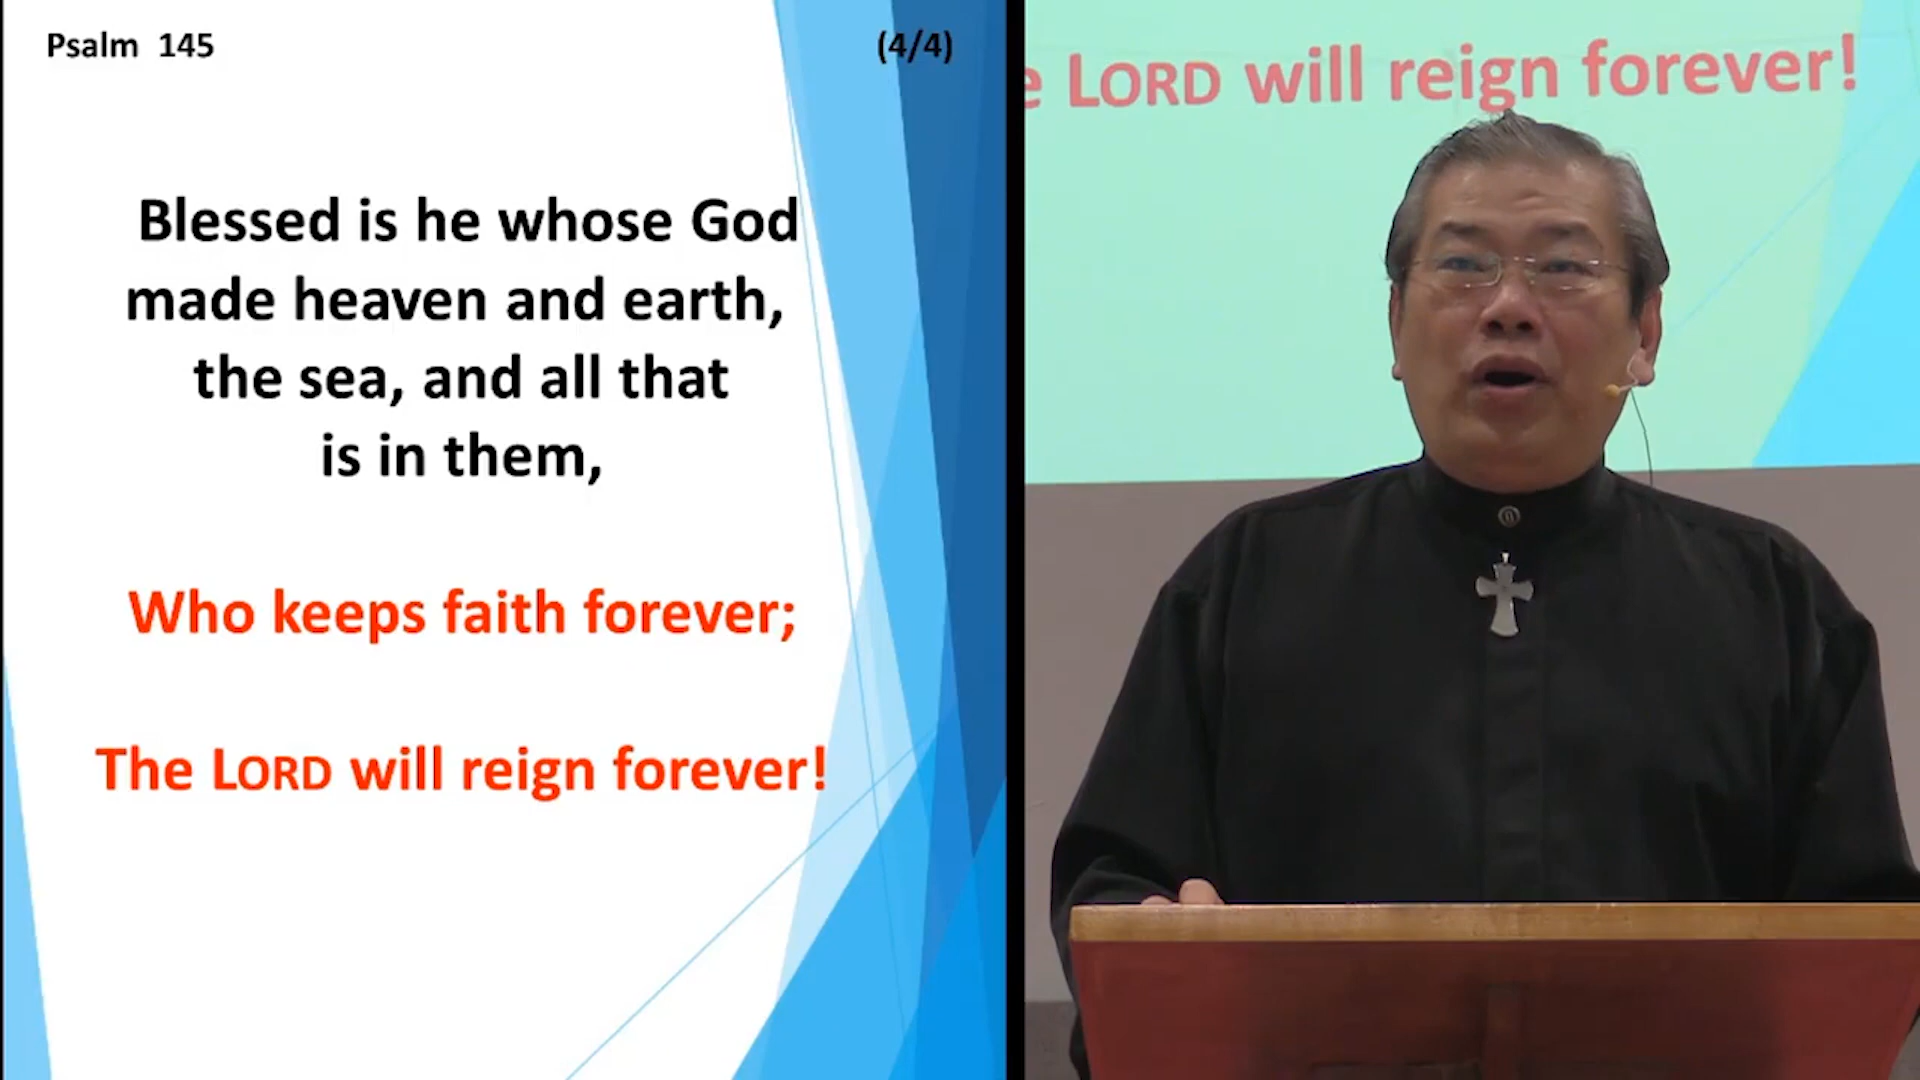 Psalm 145 (4/4)
Blessed is he whose God
made heaven and earth,
the sea, and all that
is in them,
Who keeps faith forever;
The LORD will reign forever!
e LORD will reign forever!